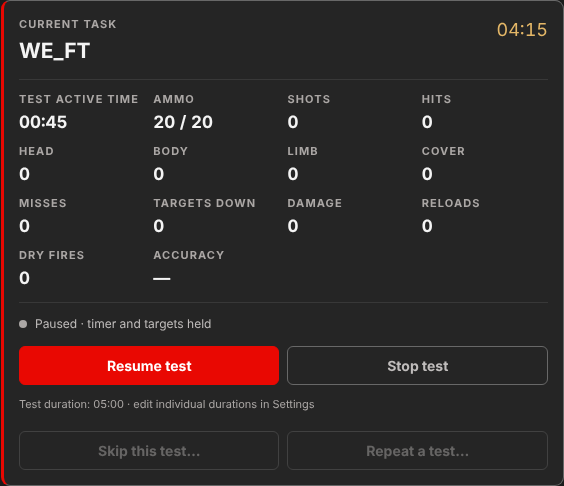 CURRENT TASK
04:15
WE_FT
TEST ACTIVE TIME AMMO SHOTS HITS
00:45 20 / 20 0 0
HEAD BODY LIMB COVER
0 0 0 0
MISSES TARGETS DOWN DAMAGE RELOADS
0 0 0 0
DRY FIRES ACCURACY
0 —
Paused · timer and targets held
Resume test Stop test
Test duration: 05:00 · edit individual durations in Settings
Skip this test... Repeat a test...